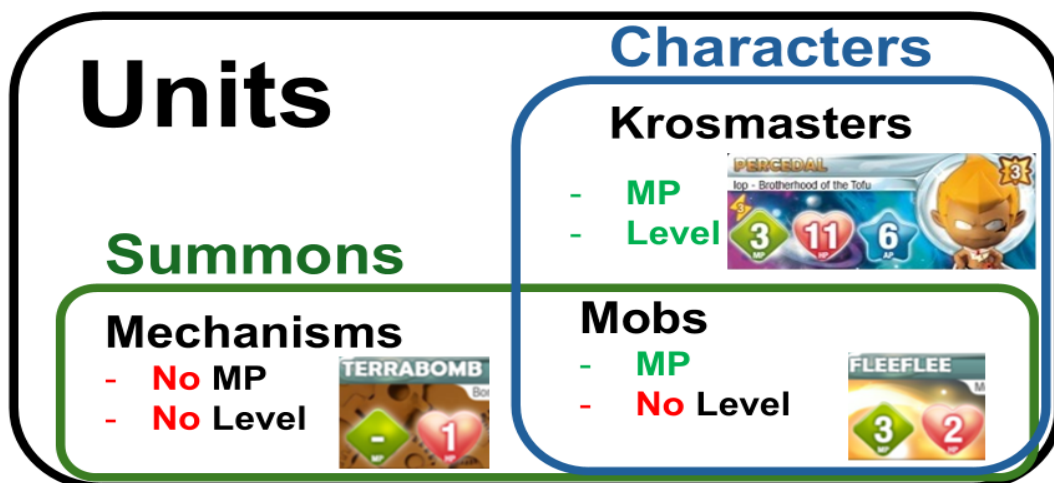 Characters
Units
Krosmasters
PERCEDAL
3
Iop - Brotherhood of the Tofu
- MP
- Level
3
3
MP
11
HP
6
AP
Summons
Mechanisms
- No MP
- No Level
TERRABOMB
-
MP
1
HP
Mobs
- MP
- No Level
FLEEFLEE
3
MP
2
HP